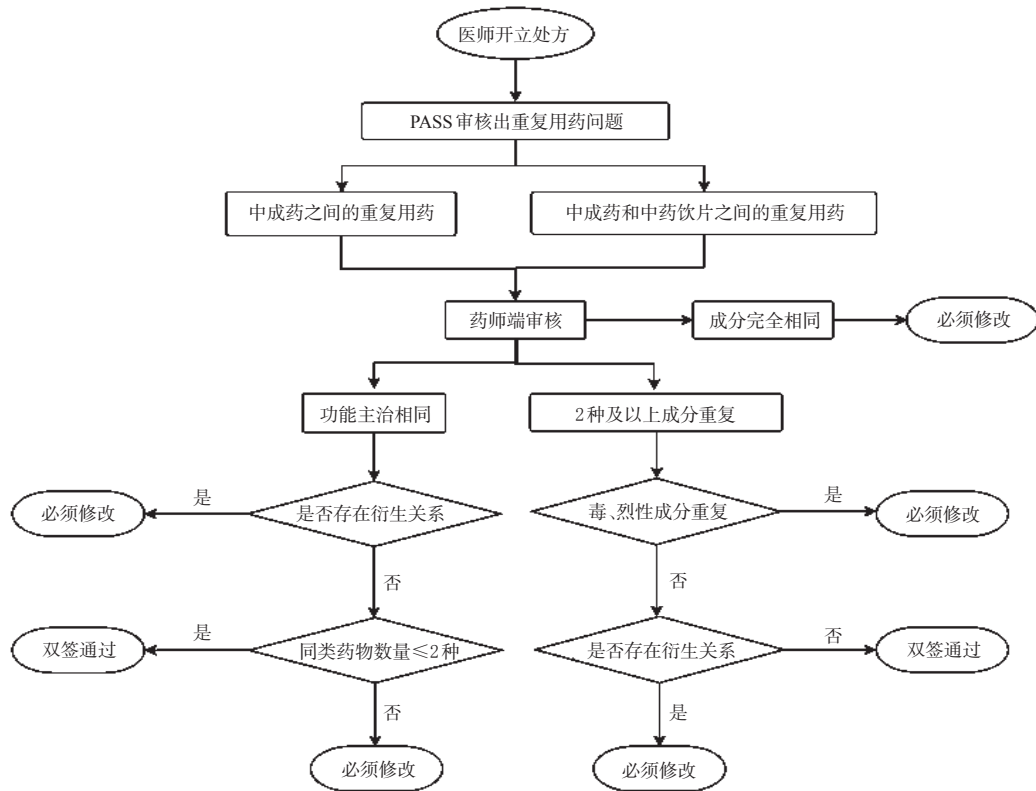 医师开立处方
PASS审核出重复用药问题
中成药之间的重复用药
中成药和中药饮片之间的重复用药
药师端审核
成分完全相同
必须修改
功能主治相同
2种及以上成分重复
必须修改
是
是否存在衍生关系
毒、烈性成分重复
是
必须修改
否
否
双签通过
是
同类药物数量≤2种
是否存在衍生关系
否
双签通过
否
是
必须修改
必须修改